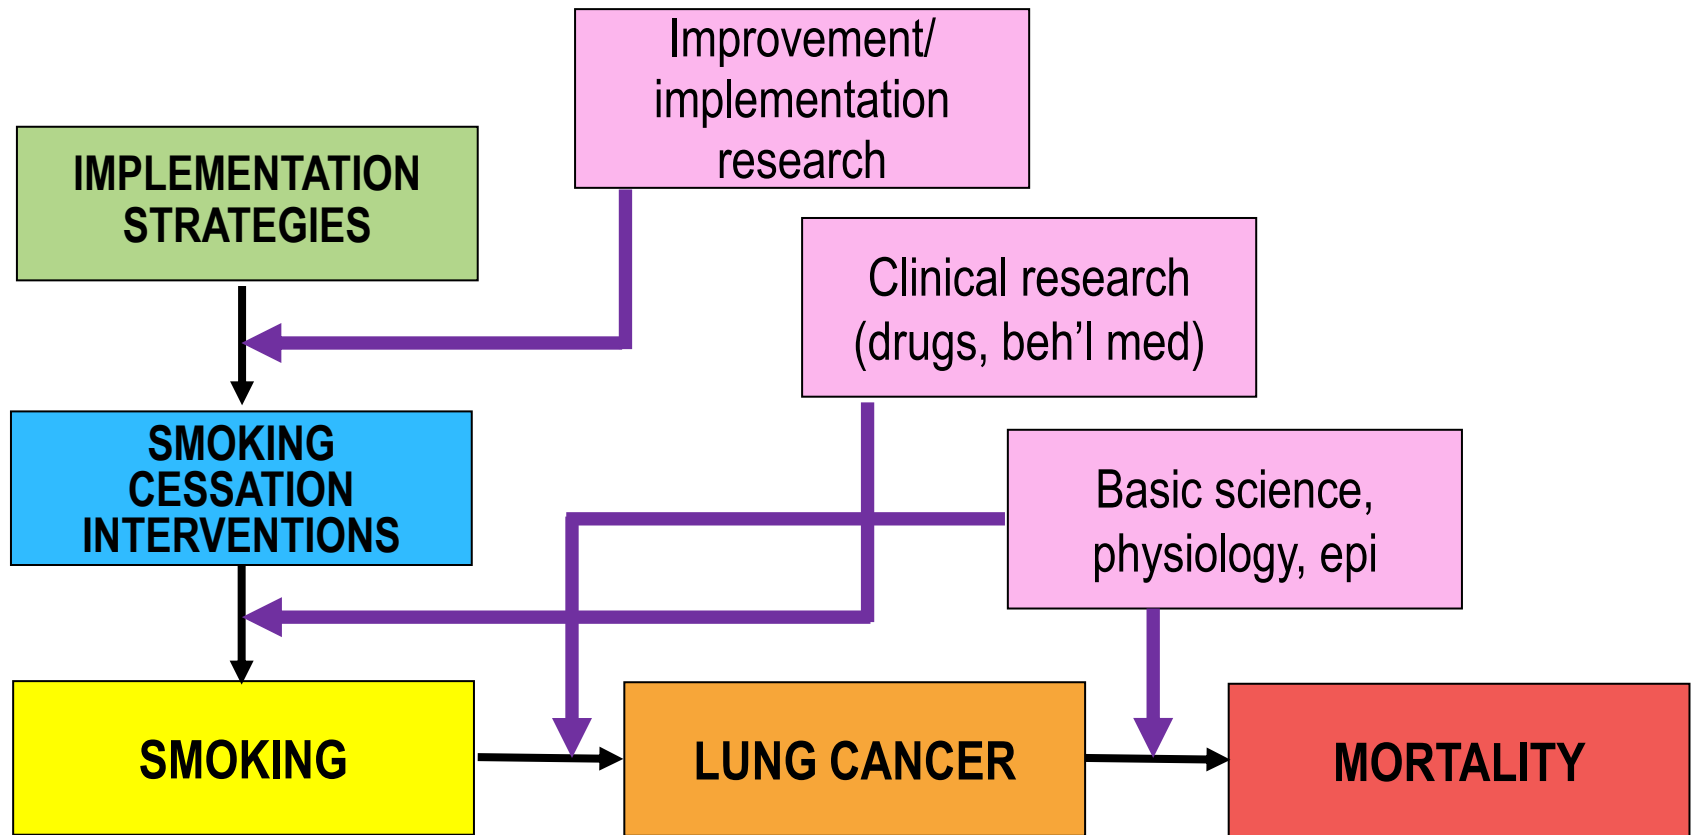 Improvement/
implementation
research
IMPLEMENTATION
STRATEGIES
Clinical research
(drugs, beh'l med)
SMOKING
CESSATION
INTERVENTIONS
Basic science,
physiology, epi
SMOKING
LUNG CANCER
MORTALITY